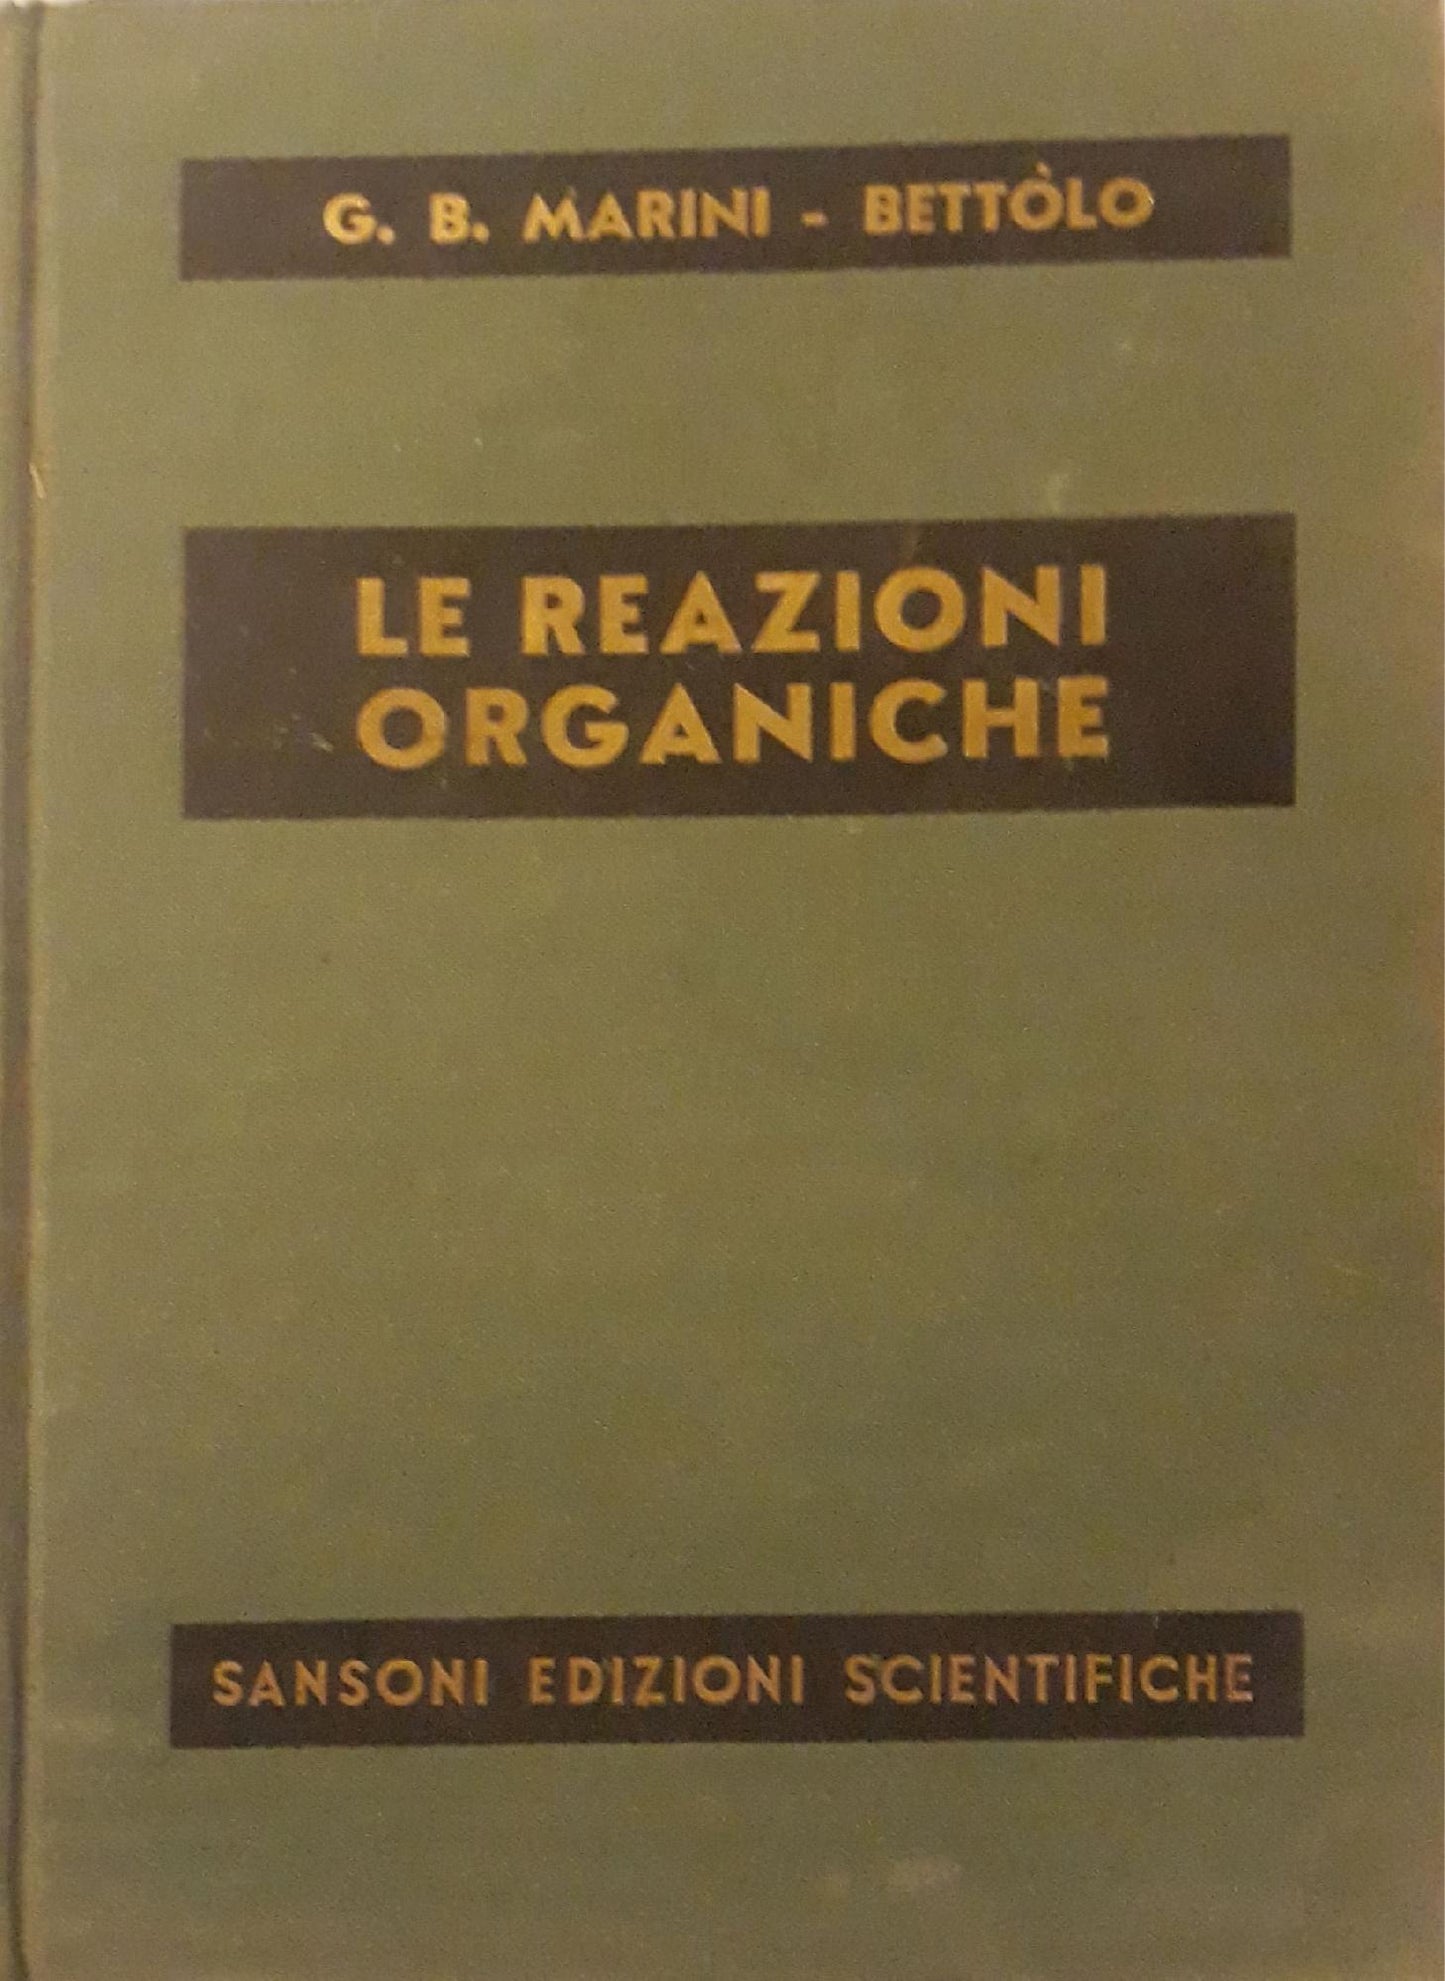 G. B. MARINI - BETTÒLO
LE REAZIONI
ORGANICHE
SANSONI EDIZIONI SCIENTIFICHE